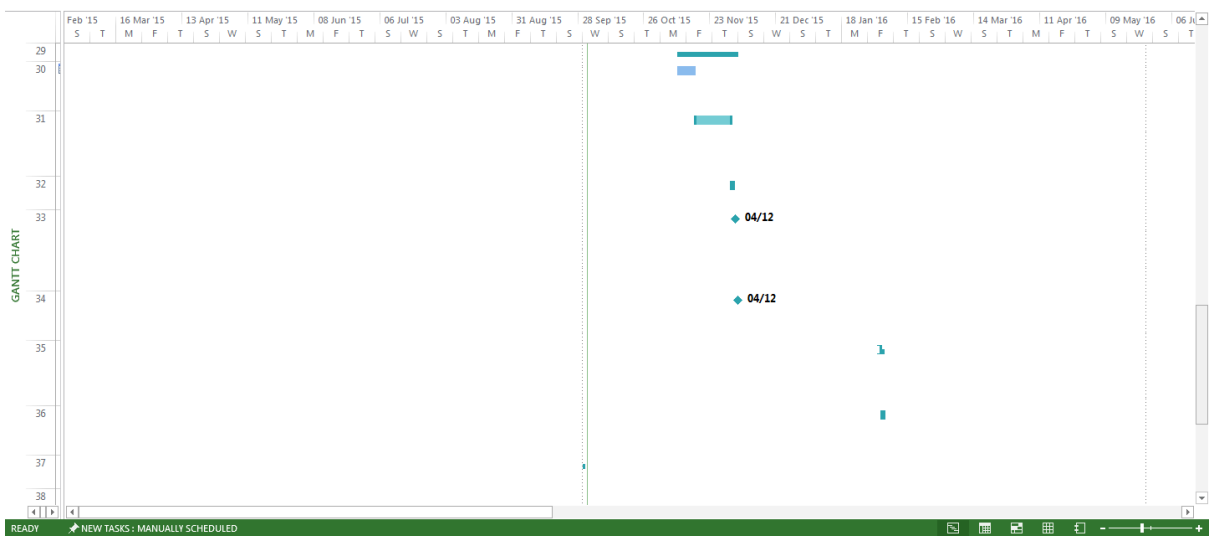 Feb '15 16 Mar '15 13 Apr '15 11 May '15 08 Jun '15 06 Jul '15 03 Aug '15 31 Aug '15 28 Sep '15 26 Oct '15 23 Nov '15 21 Dec '15 18 Jan '16 15 Feb '16 14 Mar '16 11 Apr '16 09 May '16
S T M F T S W S T M F T S W S T M F T S W S T M F T S W S T M F T S W S T M F T S W S T
29
30
31
32
33 04/12
34 04/12
35
36
37
38
GANTT CHART
READY NEW TASKS : MANUALLY SCHEDULED